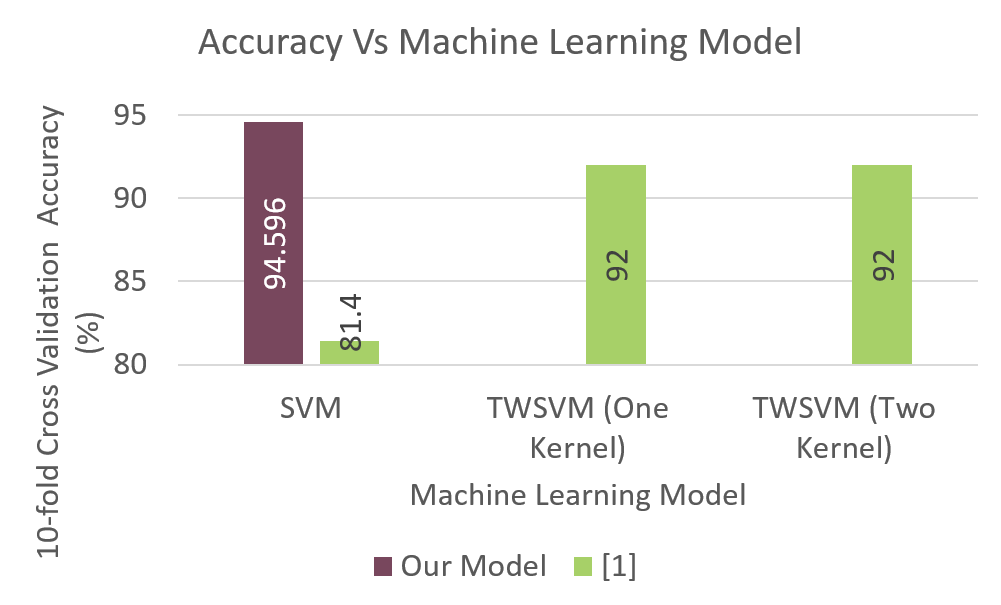 Accuracy Vs Machine Learning Model
10-fold Cross Validation Accuracy
(%)
95
90
85
80
94.596
81.4
92
92
SVM
TWSVM (One
Kernel)
TWSVM (Two
Kernel)
Machine Learning Model
Our Model
[1]